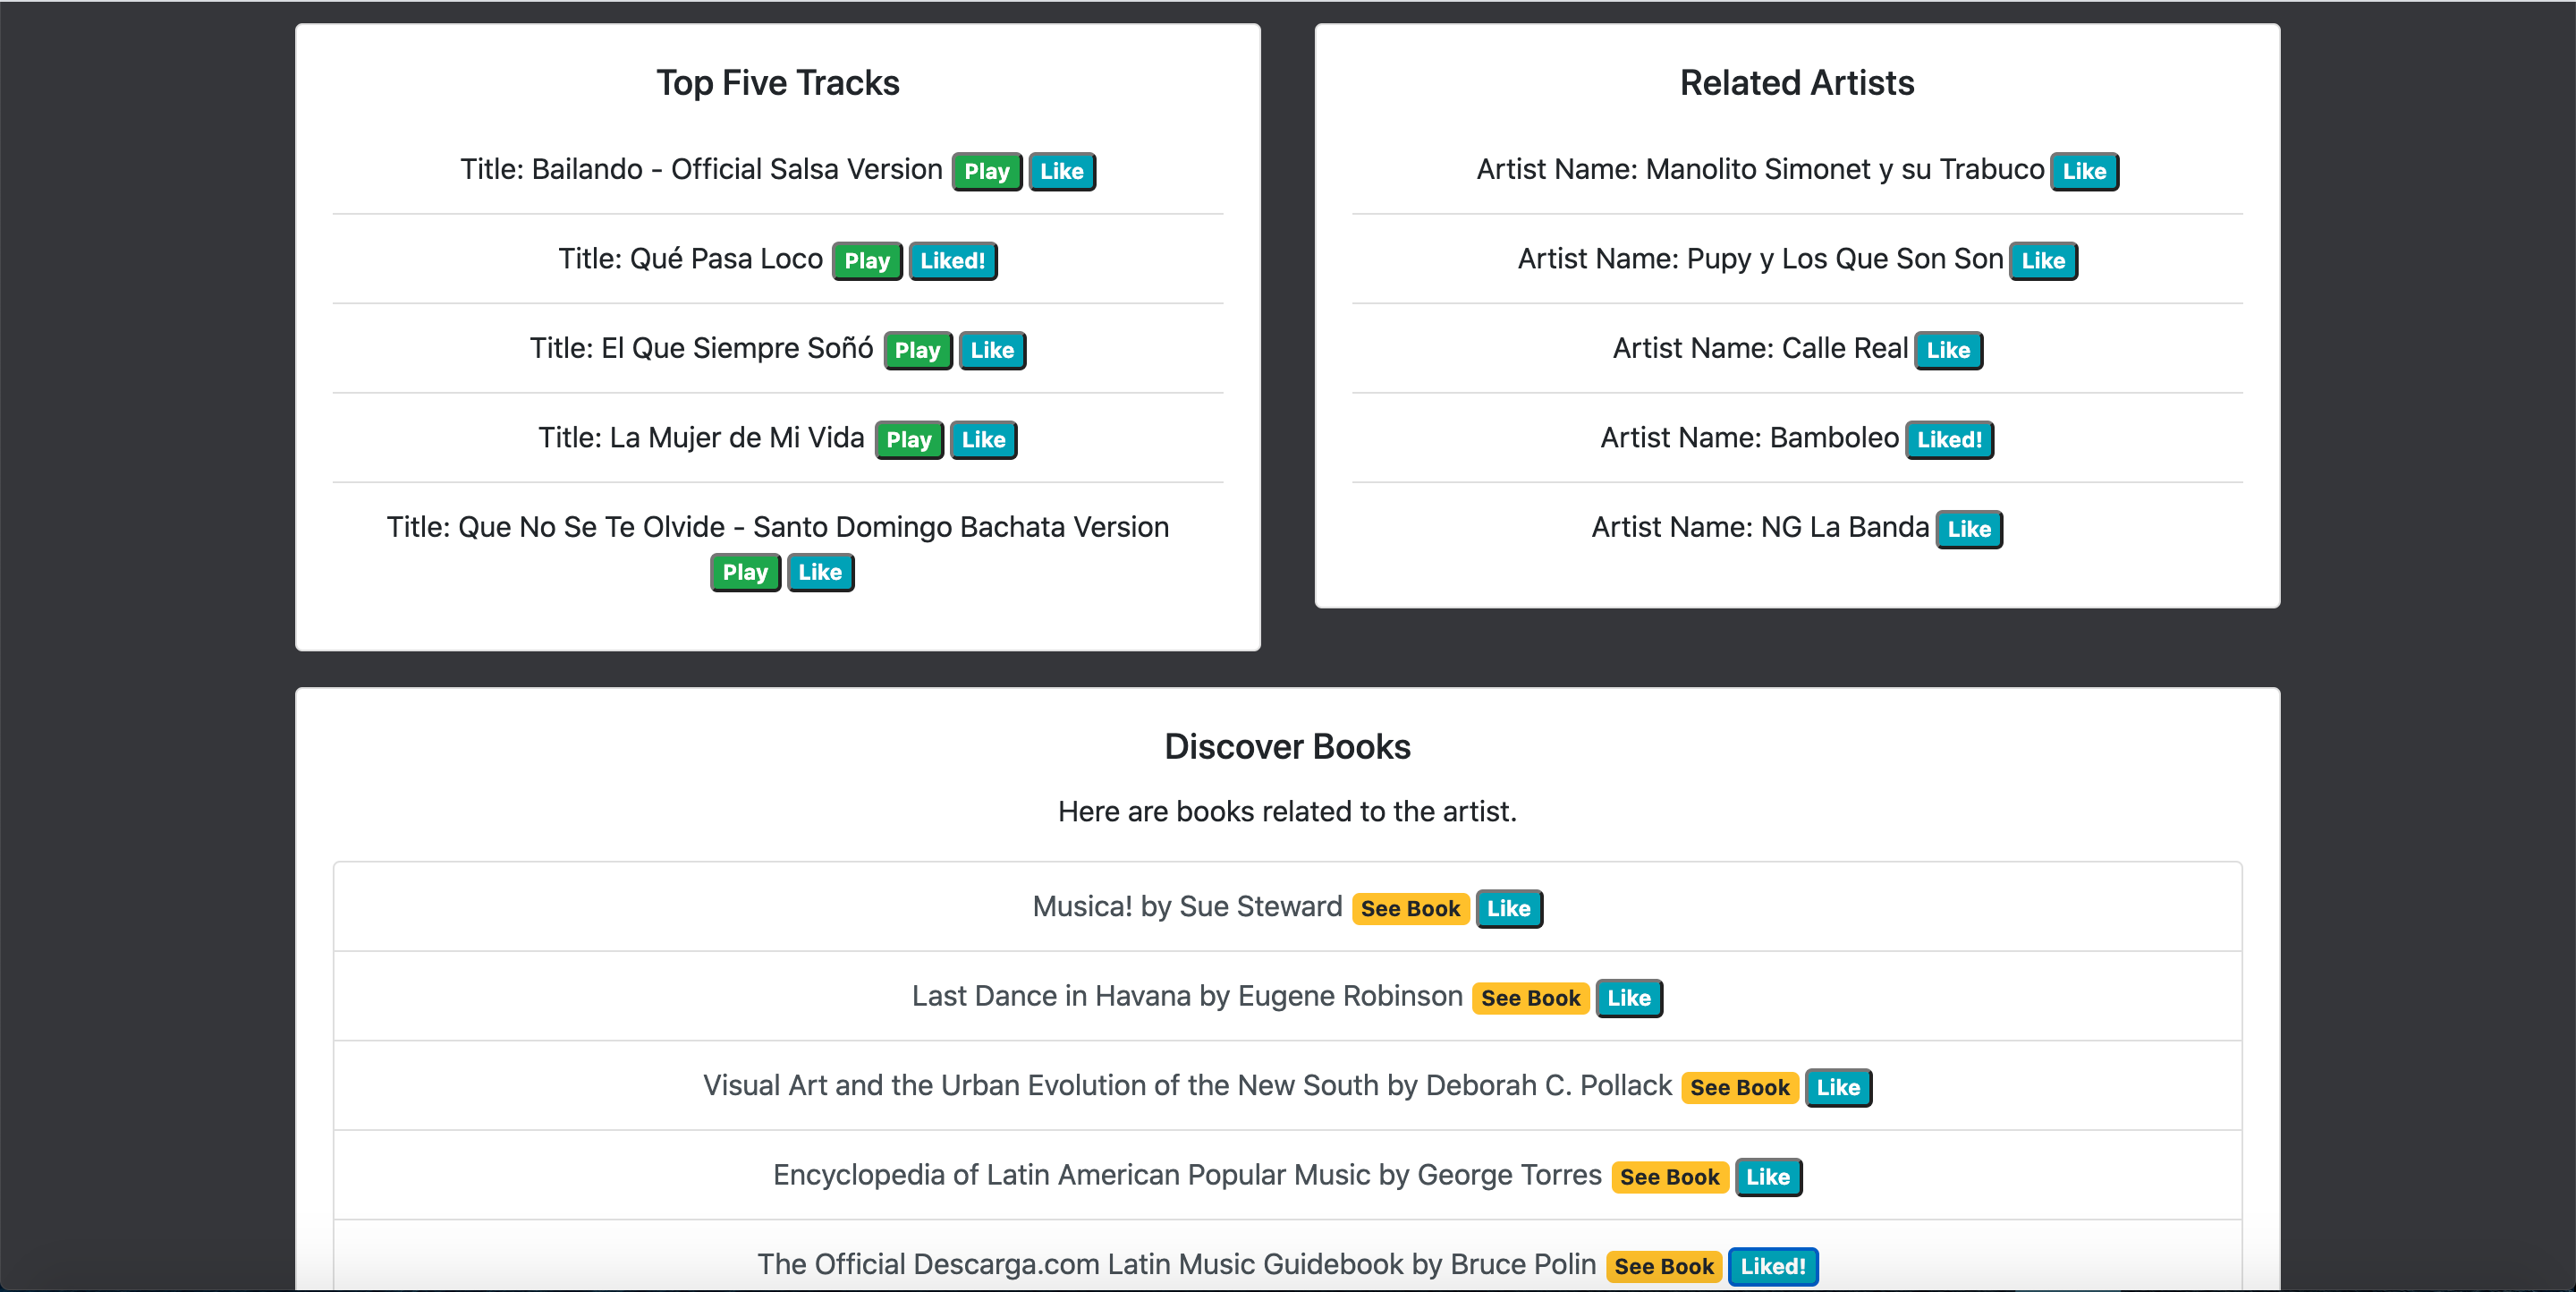 Top Five Tracks
Title: Bailando - Official Salsa Version Play Like
Title: Qué Pasa Loco Play Liked!
Title: El Que Siempre Soñó Play Like
Title: La Mujer de Mi Vida Play Like
Title: Que No Se Te Olvide - Santo Domingo Bachata Version
Play Like
Related Artists
Artist Name: Manolito Simonet y su Trabuco Like
Artist Name: Pupy y Los Que Son Son Like
Artist Name: Calle Real Like
Artist Name: Bamboleo Liked!
Artist Name: NG La Banda Like
Discover Books
Here are books related to the artist.
Musica! by Sue Steward See Book Like
Last Dance in Havana by Eugene Robinson See Book Like
Visual Art and the Urban Evolution of the New South by Deborah C. Pollack See Book Like
Encyclopedia of Latin American Popular Music by George Torres See Book Like
The Official Descarga.com Latin Music Guidebook by Bruce Polin See Book Liked!